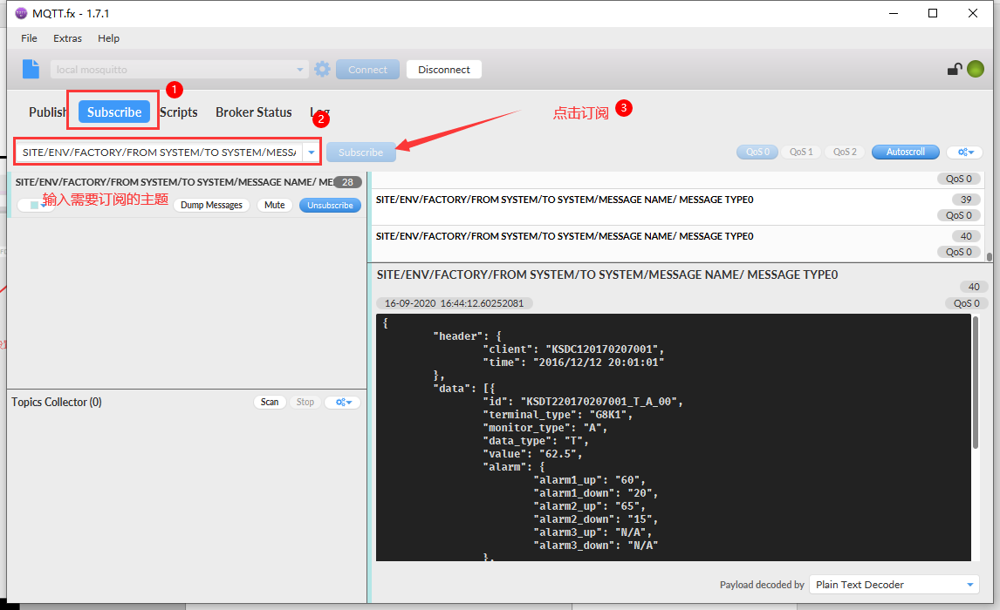 MQTT.fx - 1.7.1
File Extras Help
local mosquitto Connect Disconnect
1
Publish Subscribe Scripts Broker Status Log
2
点击订阅 3
SITE/ENV/FACTORY/FROM SYSTEM/TO SYSTEM/MESSA Subscribe QoS 0 QoS 1 QoS 2 Autoscroll
SITE/ENV/FACTORY/FROM SYSTEM/TO SYSTEM/MESSAGE NAME/ ME 28
输入需要订阅的主题
Dump Messages Mute Unsubscribe
QoS 0
SITE/ENV/FACTORY/FROM SYSTEM/TO SYSTEM/MESSAGE NAME/ MESSAGE TYPE0 39
QoS 0
SITE/ENV/FACTORY/FROM SYSTEM/TO SYSTEM/MESSAGE NAME/ MESSAGE TYPE0 40
QoS 0
SITE/ENV/FACTORY/FROM SYSTEM/TO SYSTEM/MESSAGE NAME/ MESSAGE TYPE0
40
16-09-2020 16:44:12.60252081 QoS 0
{
"header": {
"client": "KSDC120170207001",
"time": "2016/12/12 20:01:01"
},
"data": [{
"id": "KSDT220170207001_T_A_00",
"terminal_type": "G8K1",
"monitor_type": "A",
"data_type": "T",
"value": "62.5",
"alarm": {
"alarm1_up": "60",
"alarm1_down": "20",
"alarm2_up": "65",
"alarm2_down": "15",
"alarm3_up": "N/A",
"alarm3_down": "N/A"
},
Topics Collector (0) Scan Stop
Payload decoded by Plain Text Decoder